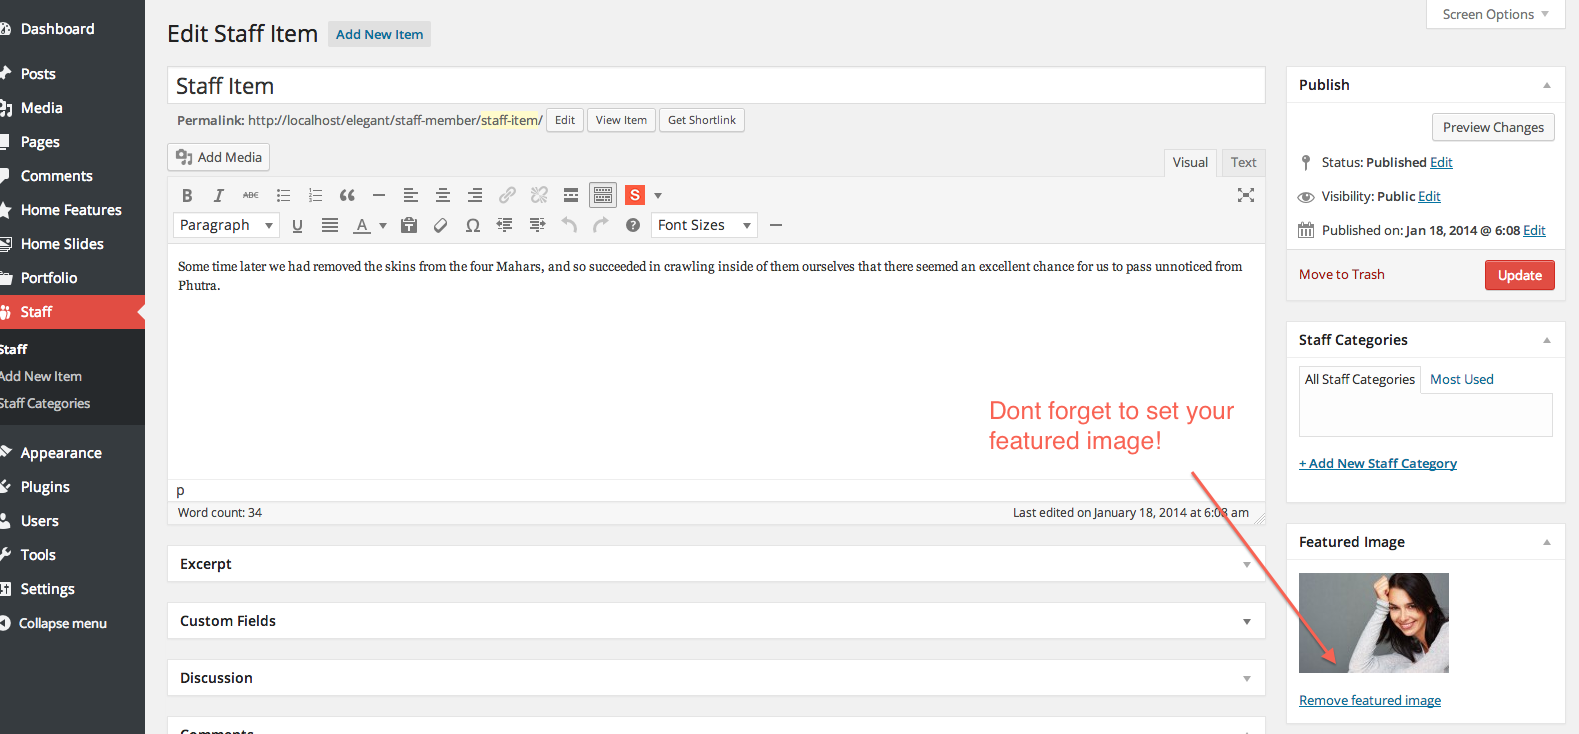 Dashboard
Posts
Media
Pages
Comments
Home Features
Home Slides
Portfolio
Staff
Staff
Add New Item
Staff Categories
Appearance
Plugins
Users
Tools
Settings
Collapse menu
Screen Options
Edit Staff Item Add New Item
Staff Item
Permalink: http://localhost/elegant/staff-member/staff-item/ Edit View Item Get Shortlink
Add Media
Visual Text
B I ABC S
Paragraph U A Font Sizes
Some time later we had removed the skins from the four Mahars, and so succeeded in crawling inside of them ourselves that there seemed an excellent chance for us to pass unnoticed from
Phutra.
Dont forget to set your
featured image!
p
Word count: 34 Last edited on January 18, 2014 at 6:08 am
Excerpt
Custom Fields
Discussion
Comments
Publish
Preview Changes
Status: Published Edit
Visibility: Public Edit
Published on: Jan 18, 2014 @ 6:08 Edit
Move to Trash Update
Staff Categories
All Staff Categories Most Used
+ Add New Staff Category
Featured Image
Remove featured image